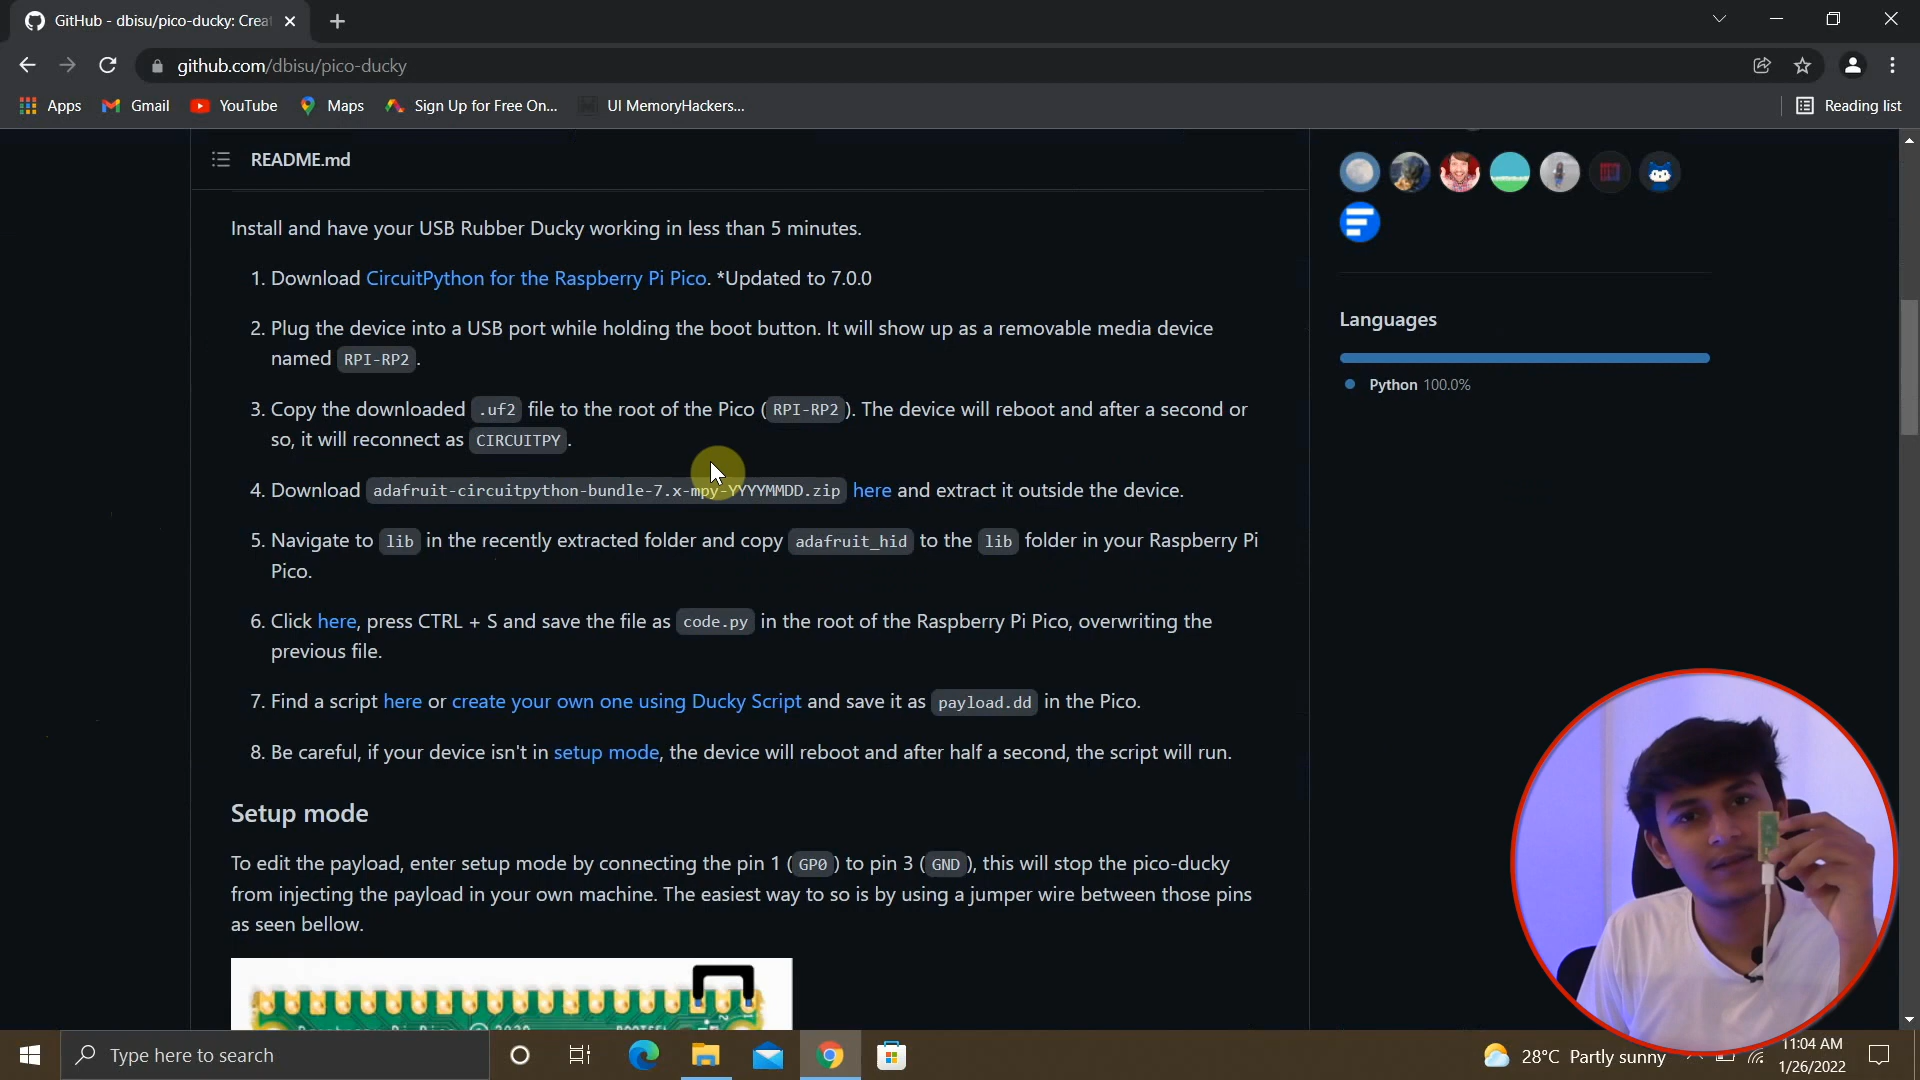 GitHub - dbisu/pico-ducky: Crea
github.com/dbisu/pico-ducky
Apps
Gmail
YouTube
Maps
Sign Up for Free On...
UI MemoryHackers...
Reading list
README.md
Install and have your USB Rubber Ducky working in less than 5 minutes.
1. Download CircuitPython for the Raspberry Pi Pico. *Updated to 7.0.0
2. Plug the device into a USB port while holding the boot button. It will show up as a removable media device
named RPI-RP2.
3. Copy the downloaded .uf2 file to the root of the Pico (RPI-RP2). The device will reboot and after a second or
so, it will reconnect as CIRCUITPY.
4. Download adafruit-circuitpython-bundle-7.x-mpy-YYYYMMDD.zip here and extract it outside the device.
5. Navigate to lib in the recently extracted folder and copy adafruit_hid to the lib folder in your Raspberry Pi
Pico.
6. Click here, press CTRL + S and save the file as code.py in the root of the Raspberry Pi Pico, overwriting the
previous file.
7. Find a script here or create your own one using Ducky Script and save it as payload.dd in the Pico.
8. Be careful, if your device isn't in setup mode, the device will reboot and after half a second, the script will run.
Setup mode
To edit the payload, enter setup mode by connecting the pin 1 (GP0) to pin 3 (GND), this will stop the pico-ducky
from injecting the payload in your own machine. The easiest way to so is by using a jumper wire between those pins
as seen bellow.
Languages
Python 100.0%
Type here to search
28°C Partly sunny
11:04 AM
1/26/2022